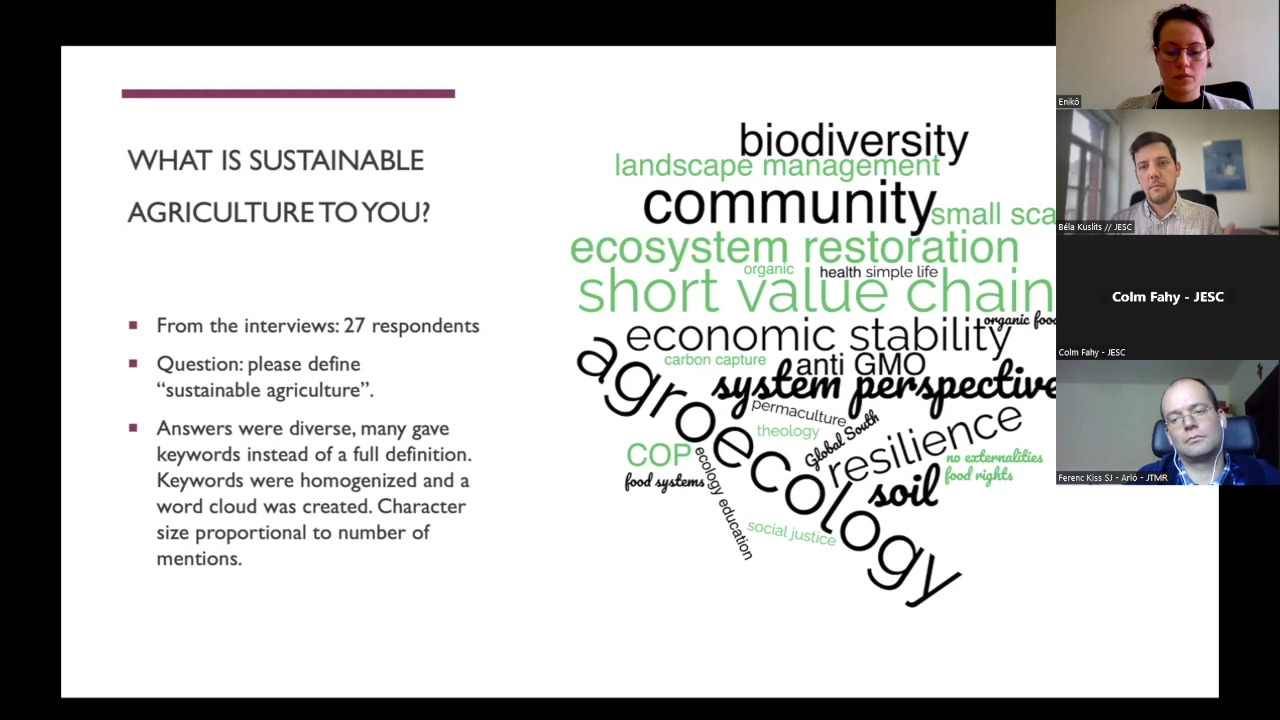 WHAT IS SUSTAINABLE
AGRICULTURE TO YOU?
From the interviews: 27 respondents
Question: please define
“sustainable agriculture”.
Answers were diverse, many gave
keywords instead of a full definition.
Keywords were homogenized and a
word cloud was created. Character
size proportional to number of
mentions.
biodiversity
landscape management
community
small sca
ecosystem restoration
organic
health
simple life
short value chain
organic foo
economic stability
carbon capture
anti GMO
system perspective
agroecology
permaculture
theology
Global South
resilience
COP
no externalities
food rights
food systems
soil
ecology education
social justice
Enikő
Béla Kuslits // JESC
Colm Fahy - JESC
Colm Fahy - JESC
Ferenc Kiss SJ - Arló - JTMR